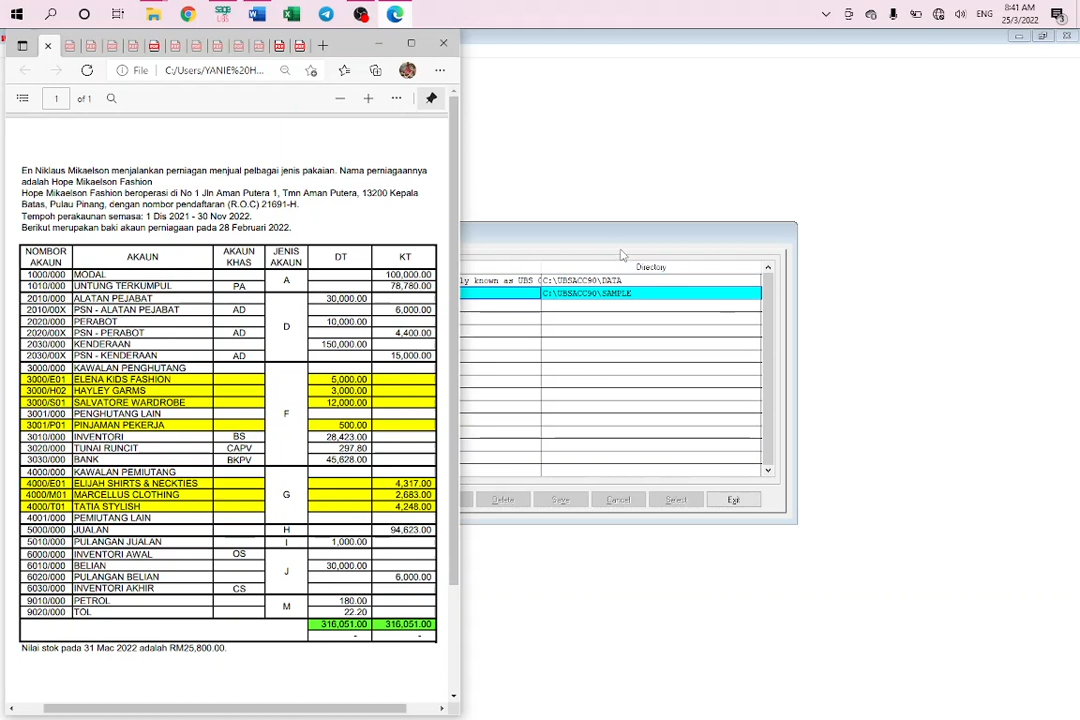 8:41 AM
ENG
25/3/2022
3
File
C:/Users/YANIE%20H...
1
of 1
En Niklaus Mikaelson menjalankan perniagan menjual pelbagai jenis pakaian. Nama perniagaannya
adalah Hope Mikaelson Fashion
Hope Mikaelson Fashion beroperasi di No 1 Jln Aman Putera 1, Tmn Aman Putera, 13200 Kepala
Batas, Pulau Pinang, dengan nombor pendaftaran (R.O.C) 21691-H.
Tempoh perakaunan semasa: 1 Dis 2021 - 30 Nov 2022.
Berikut merupakan baki akaun perniagaan pada 28 Februari 2022.
NOMBOR AKAUN AKAUN AKAUN KHAS JENIS AKAUN DT KT
1000/000 MODAL A 100,000.00
1010/000 UNTUNG TERKUMPUL PA 78,780.00
2010/000 ALATAN PEJABAT D 30,000.00
2010/00X PSN - ALATAN PEJABAT AD 6,000.00
2020/000 PERABOT 10,000.00
2020/00X PSN - PERABOT AD 4,400.00
2030/000 KENDERAAN 150,000.00
2030/00X PSN - KENDERAAN AD 15,000.00
3000/000 KAWALAN PENGHUTANG F
3000/E01 ELENA KIDS FASHION 5,000.00
3000/H02 HAYLEY GARMS 3,000.00
3000/S01 SALVATORE WARDROBE 12,000.00
3001/000 PENGHUTANG LAIN
3001/P01 PINJAMAN PEKERJA 500.00
3010/000 INVENTORI BS 28,423.00
3020/000 TUNAI RUNCIT CAPV 297.80
3030/000 BANK BKPV 45,628.00
4000/000 KAWALAN PEMIUTANG G
4000/E01 ELIJAH SHIRTS & NECKTIES 4,317.00
4000/M01 MARCELLUS CLOTHING 2,683.00
4000/T01 TATIA STYLISH 4,248.00
4001/000 PEMIUTANG LAIN
5000/000 JUALAN H 94,623.00
5010/000 PULANGAN JUALAN I 1,000.00
6000/000 INVENTORI AWAL OS J
6010/000 BELIAN 30,000.00
6020/000 PULANGAN BELIAN 6,000.00
6030/000 INVENTORI AKHIR CS
9010/000 PETROL M 180.00
9020/000 TOL 22.20
316,051.00 316,051.00
- -
Nilai stok pada 31 Mac 2022 adalah RM25,800.00.
Directory
ly known as UBS C:\UBSACC90\DATA
C:\UBSACC90\SAMPLE
Delete Save Cancel Select Exit